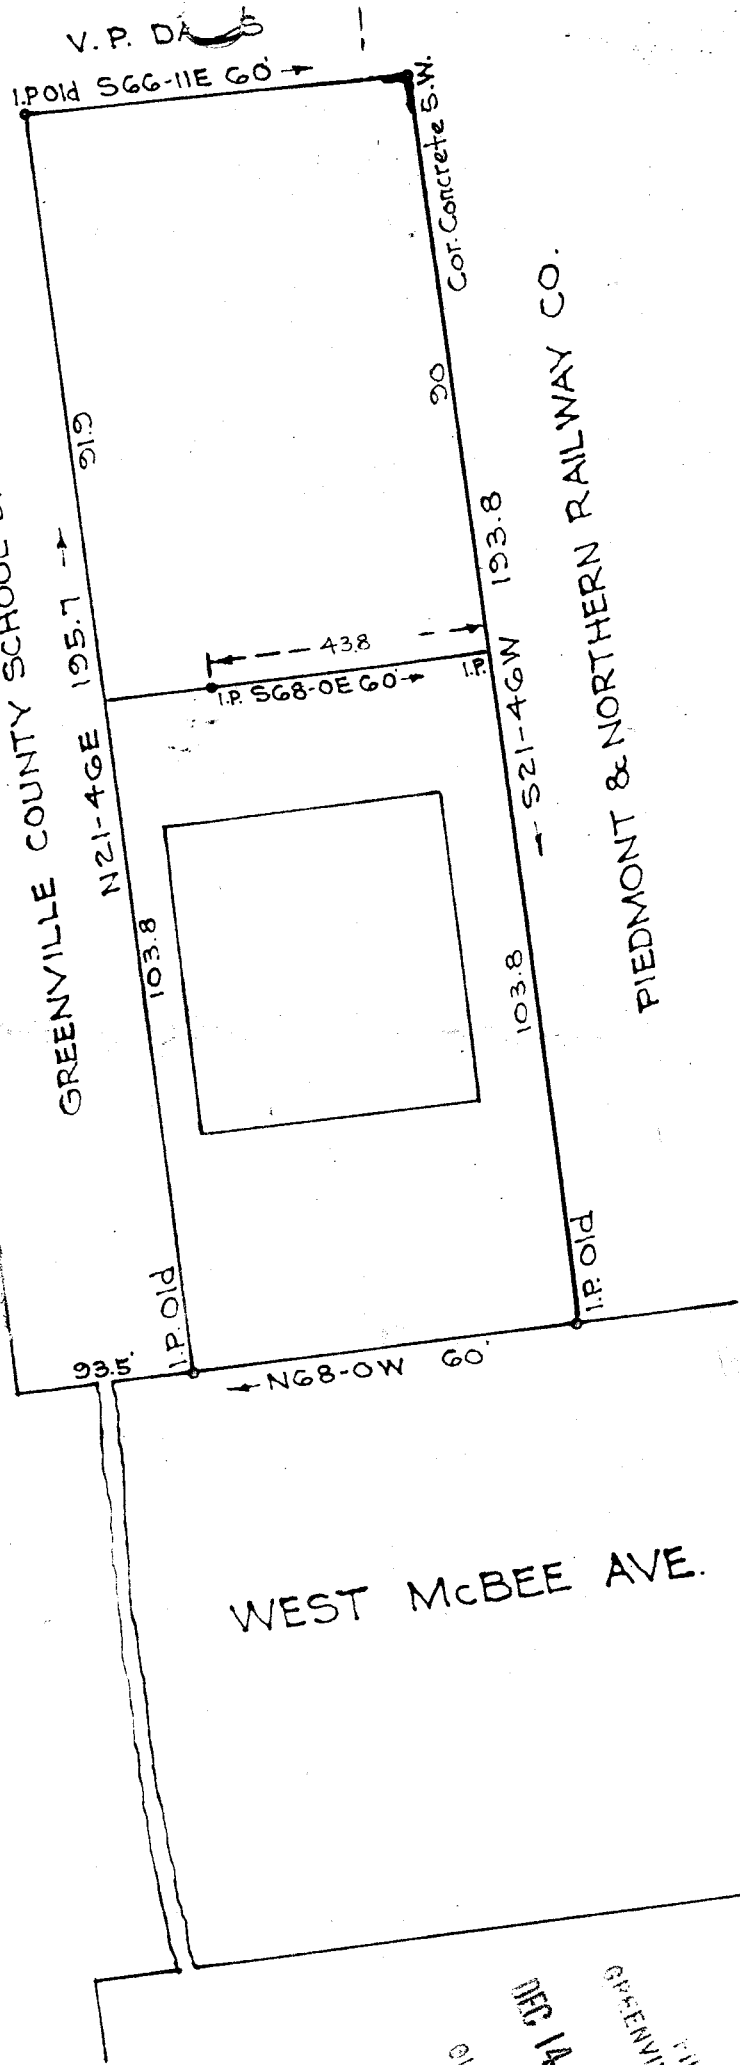 V. P.
I.P Old S66-11E 60'
Cor. Concrete S.W.
91.9
90
GREENVILLE COUNTY SCHOOL
N21-46E 195.7
193.8
S21-46W
PIEDMONT & NORTHERN RAILWAY CO.
43.8
I.P. S68-0E 60'
I.P.
103.8
103.8
I.P. Old
I.P. Old
93.5'
N68-0W 60'
WEST McBEE AVE.
DEC 14